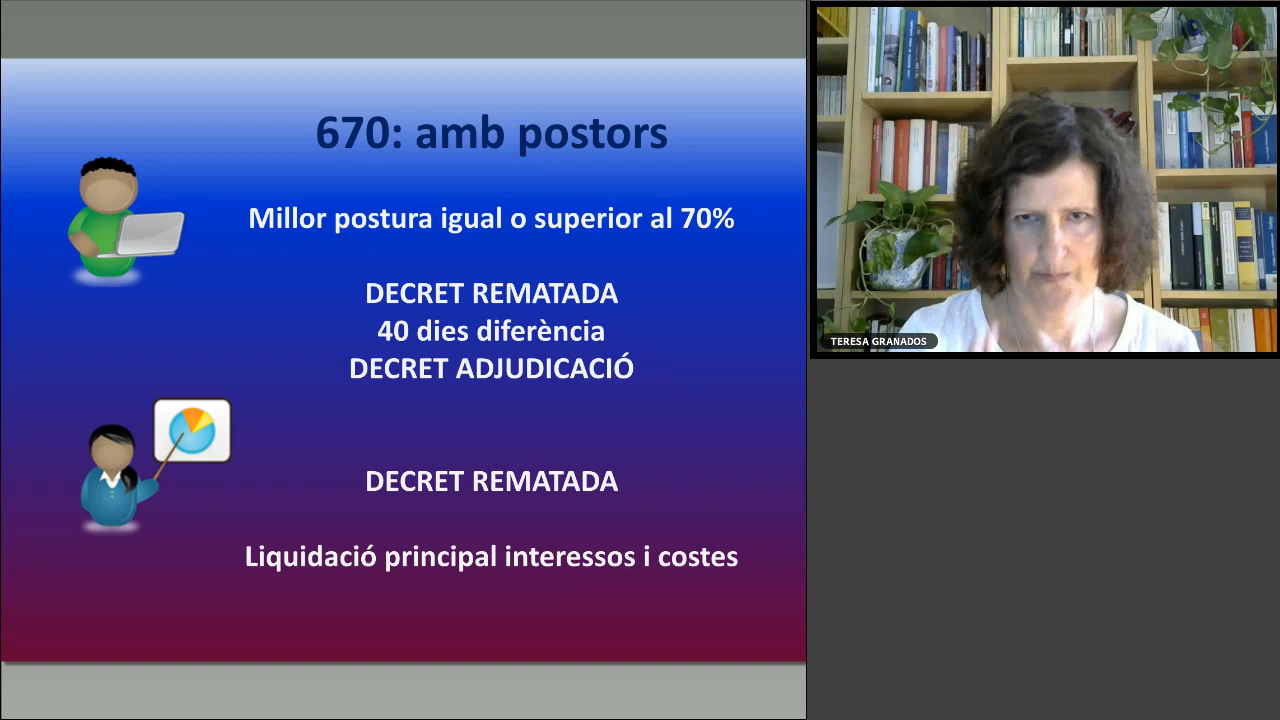 670: amb postors
Millor postura igual o superior al 70%
DECRET REMATADA
40 dies diferència
DECRET ADJUDICACIÓ
DECRET REMATADA
Liquidació principal interessos i costes
TERESA GRANADOS